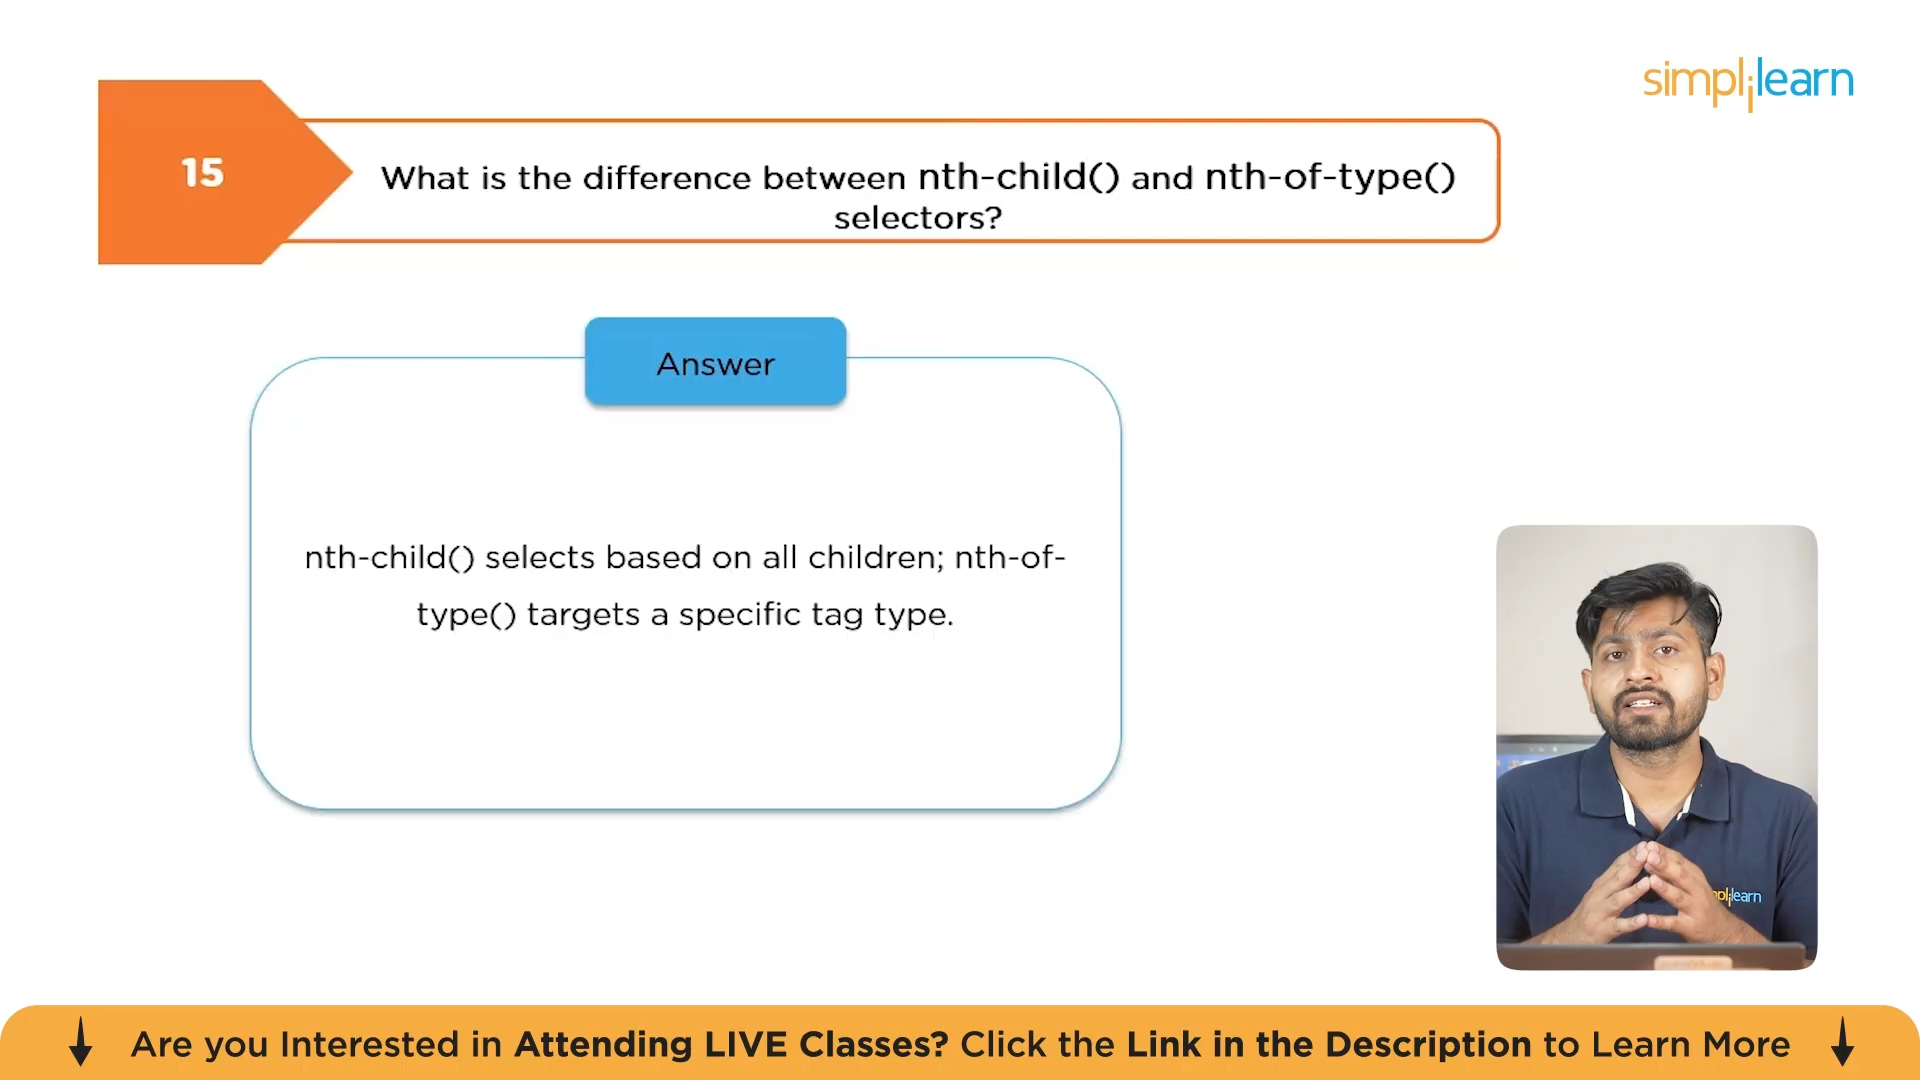 simplilearn
15
What is the difference between nth-child() and nth-of-type()
selectors?
Answer
nth-child() selects based on all children; nth-of-
type() targets a specific tag type.
plilearn
Are you Interested in Attending LIVE Classes? Click the Link in the Description to Learn More